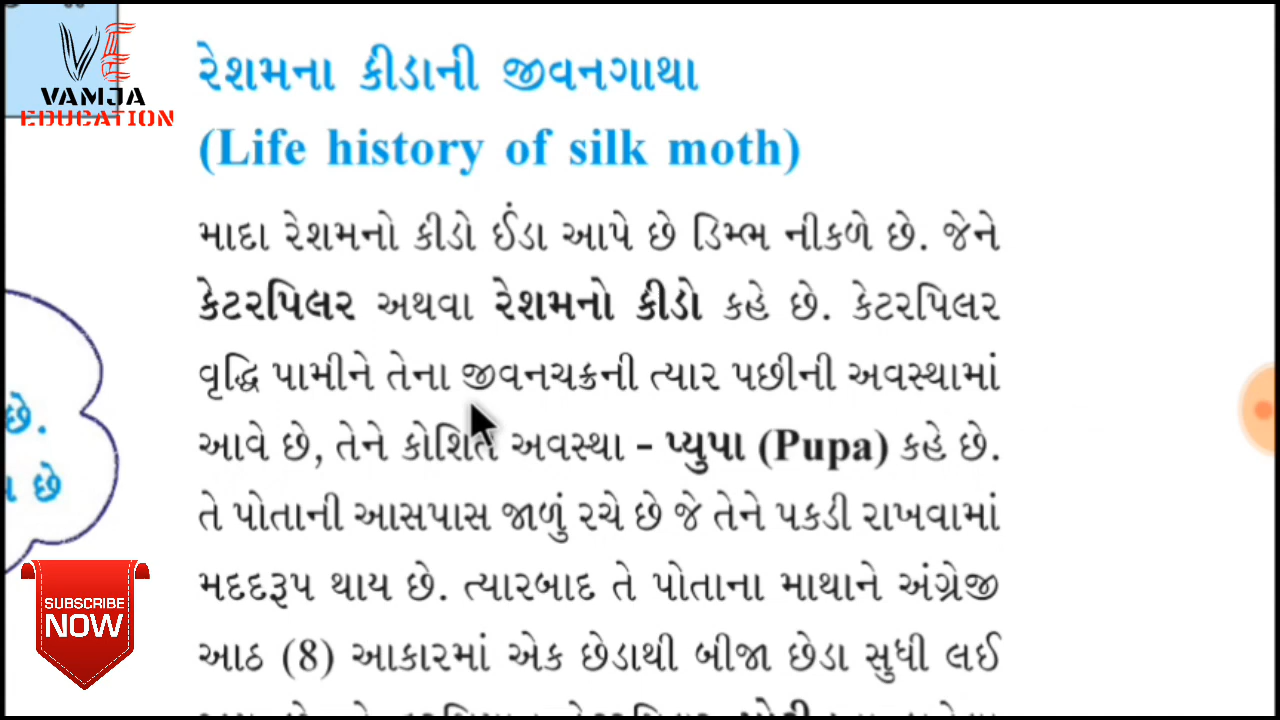 VE
VAMJA
EDUCATION
રેશમના કીડાની જીવનગાથા
(Life history of silk moth)
માદા રેશમનો કીડો ઈંડા આપે છે ડિમ્ભ નીકળે છે. જેને
કેટરપિલર અથવા રેશમનો કીડો કહે છે. કેટરપિલર
વૃદ્ધિ પામીને તેના જીવનચક્રની ત્યાર પછીની અવસ્થામાં
આવે છે, તેને કોશિત અવસ્થા – પ્યુપા (Pupa) કહે છે.
તે પોતાની આસપાસ જાળું રચે છે જે તેને પકડી રાખવામાં
મદદરૂપ થાય છે. ત્યારબાદ તે પોતાના માથાને અંગ્રેજી
આઠ (8) આકારમાં એક છેડાથી બીજા છેડા સુધી લઈ
છે.
છે
SUBSCRIBE
NOW